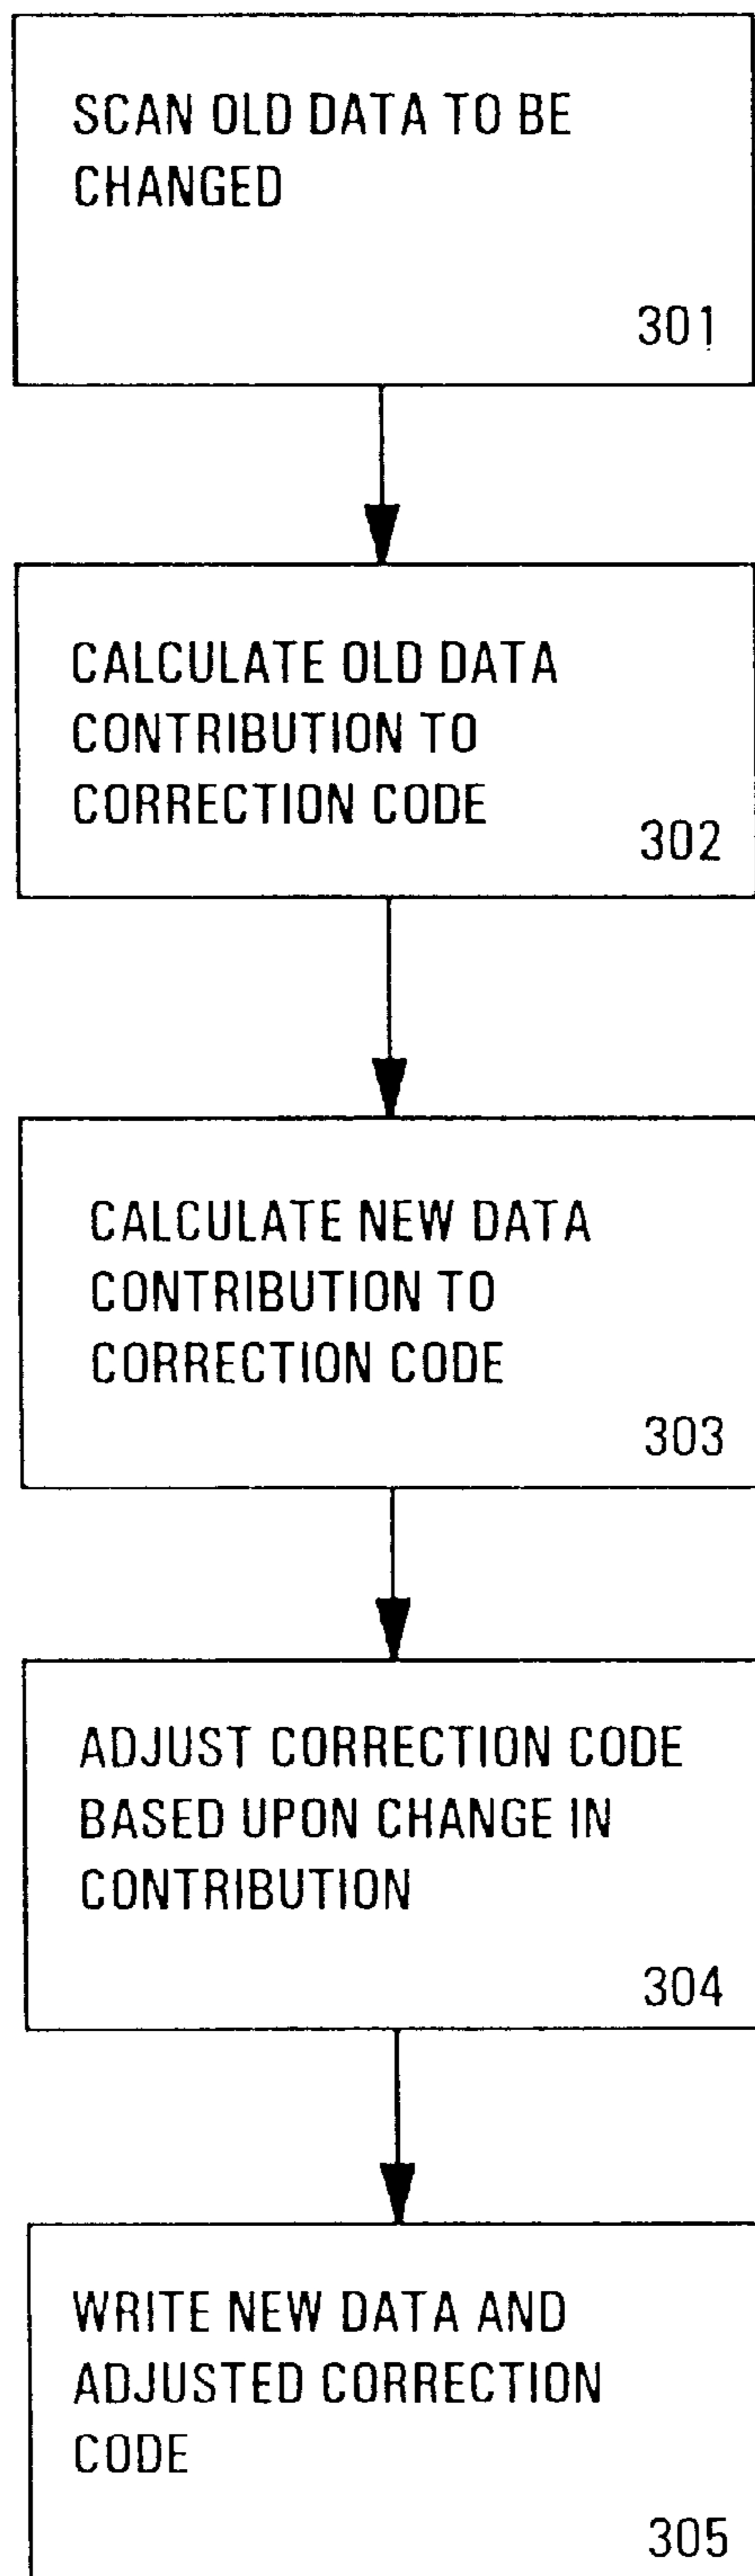 SCAN OLD DATA TO BE
CHANGED
301
CALCULATE OLD DATA
CONTRIBUTION TO
CORRECTION CODE
302
CALCULATE NEW DATA
CONTRIBUTION TO
CORRECTION CODE
303
ADJUST CORRECTION CODE
BASED UPON CHANGE IN
CONTRIBUTION
304
WRITE NEW DATA AND
ADJUSTED CORRECTION
CODE
305